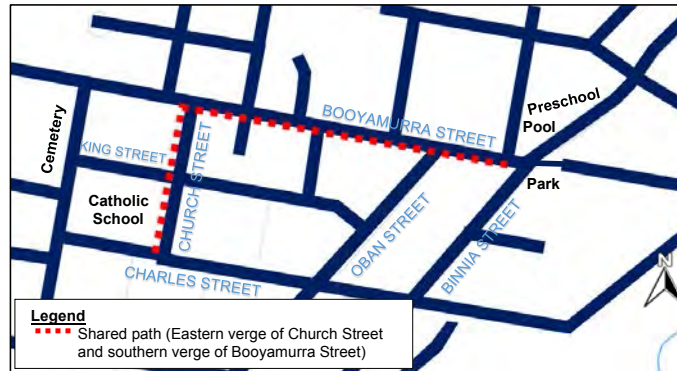 Preschool
BOOYAMURRA STREET
Pool
Cemetery
KING STREET
CHURCH STREET
Park
Catholic
School
OBAN STREET
BINNIA STREET
CHARLES STREET
N
Legend
Shared path (Eastern verge of Church Street
and southern verge of Booyamurra Street)